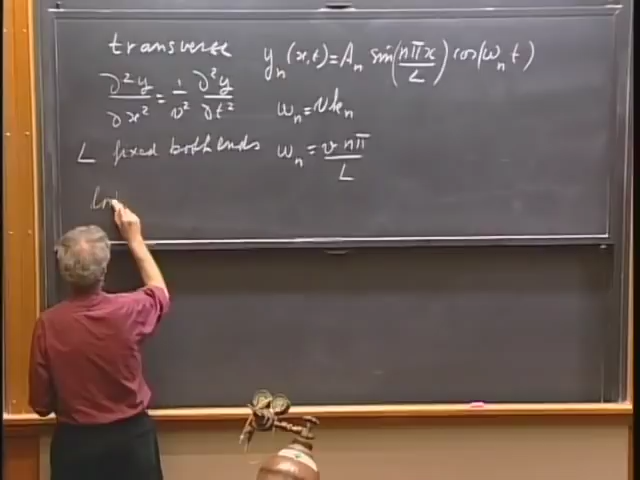 transverse
y_n(x,t) = A_n sin(nπx/L) cos(ω_n t)
∂²y/∂x² = 1/v² ∂²y/∂t²
ω_n = v k_n
L fixed both ends
ω_n = v nπ/L